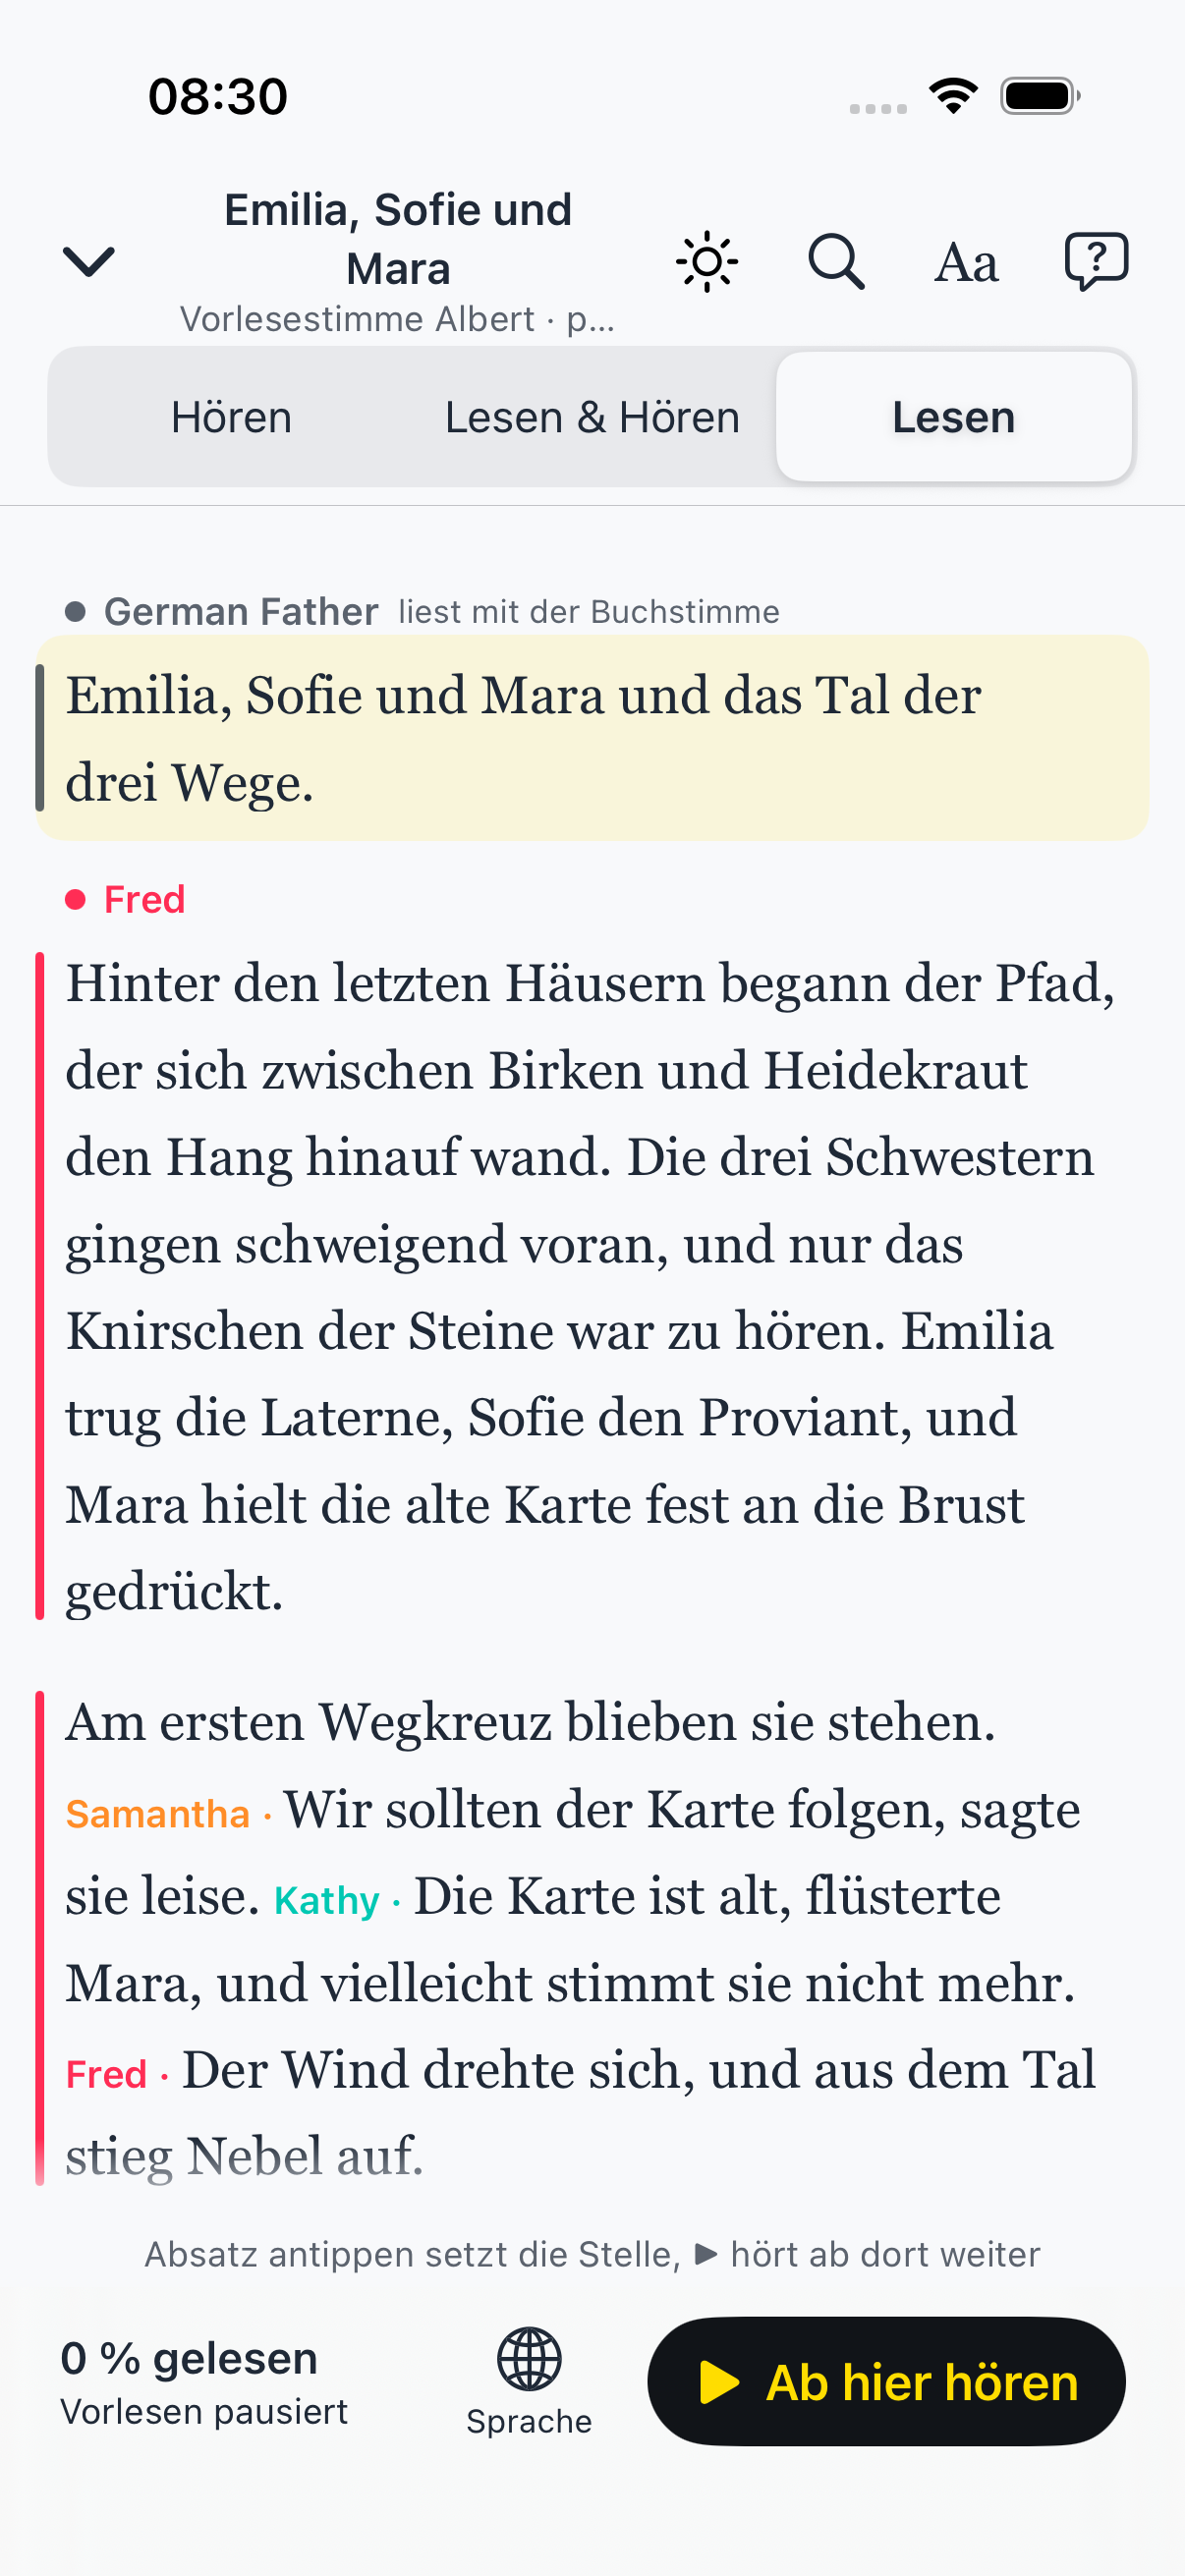 08:30
Emilia, Sofie und
Mara
Vorlesestimme Albert · p...
Aa
?
Hören
Lesen & Hören
Lesen
German Father liest mit der Buchstimme
Emilia, Sofie und Mara und das Tal der
drei Wege.
Fred
Hinter den letzten Häusern begann der Pfad,
der sich zwischen Birken und Heidekraut
den Hang hinauf wand. Die drei Schwestern
gingen schweigend voran, und nur das
Knirschen der Steine war zu hören. Emilia
trug die Laterne, Sofie den Proviant, und
Mara hielt die alte Karte fest an die Brust
gedrückt.
Am ersten Wegkreuz blieben sie stehen.
Samantha · Wir sollten der Karte folgen, sagte
sie leise. Kathy · Die Karte ist alt, flüsterte
Mara, und vielleicht stimmt sie nicht mehr.
Fred · Der Wind drehte sich, und aus dem Tal
stieg Nebel auf.
Absatz antippen setzt die Stelle, ▶ hört ab dort weiter
0 % gelesen
Vorlesen pausiert
Sprache
Ab hier hören